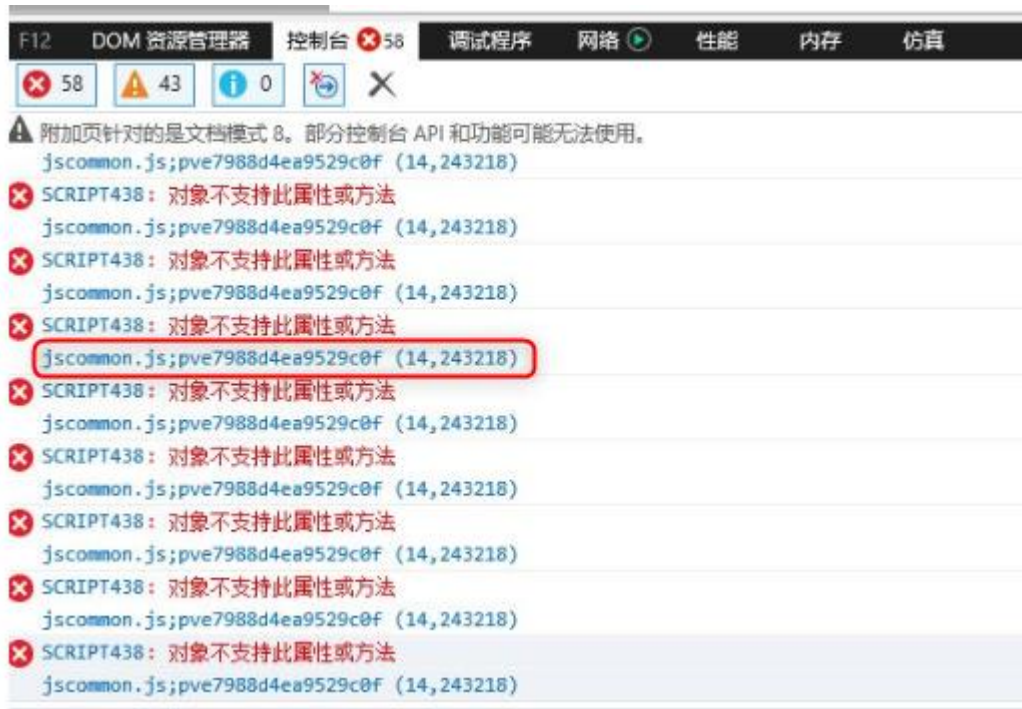 F12 DOM 资源管理器 控制台 58 调试程序 网络 性能 内存 仿真
58 43 0
附加页针对的是文档模式 8。部分控制台 API 和功能可能无法使用。
jscommon.js;pve7988d4ea9529c0f (14,243218)
SCRIPT438: 对象不支持此属性或方法
jscommon.js;pve7988d4ea9529c0f (14,243218)
SCRIPT438: 对象不支持此属性或方法
jscommon.js;pve7988d4ea9529c0f (14,243218)
SCRIPT438: 对象不支持此属性或方法
jscommon.js;pve7988d4ea9529c0f (14,243218)
SCRIPT438: 对象不支持此属性或方法
jscommon.js;pve7988d4ea9529c0f (14,243218)
SCRIPT438: 对象不支持此属性或方法
jscommon.js;pve7988d4ea9529c0f (14,243218)
SCRIPT438: 对象不支持此属性或方法
jscommon.js;pve7988d4ea9529c0f (14,243218)
SCRIPT438: 对象不支持此属性或方法
jscommon.js;pve7988d4ea9529c0f (14,243218)
SCRIPT438: 对象不支持此属性或方法
jscommon.js;pve7988d4ea9529c0f (14,243218)